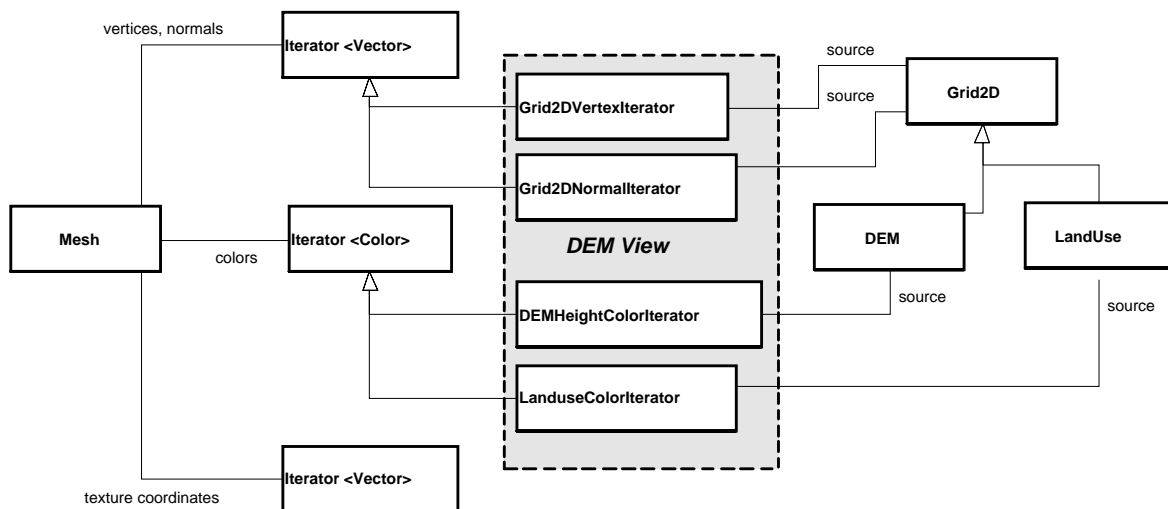 vertices, normals
Iterator <Vector>
Grid2DVertexIterator
source
source
Grid2D
Grid2DNormalIterator
Mesh
colors
Iterator <Color>
DEM View
DEM
LandUse
source
source
DEMHeightColorIterator
LanduseColorIterator
Iterator <Vector>
texture coordinates